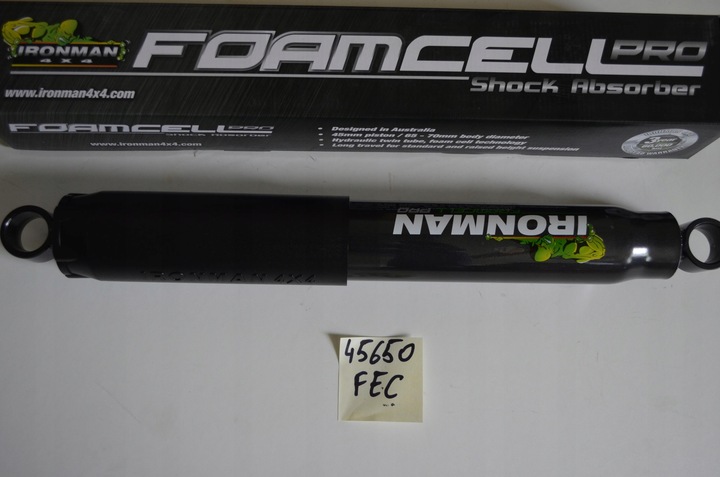 IRONMAN
4X4
FOAMCELL PRO
Shock Absorber
www.ironman4x4.com
FOAMCELL PRO
SHOCK ABSORBER
www.ironman4x4.com
• Designed in Australia
• 45mm piston / 65 - 70mm body diameter
• Hydraulic twin tube, foam cell technology
• Long travel for standard and raised height suspension
IRONMAN
45650
FEC